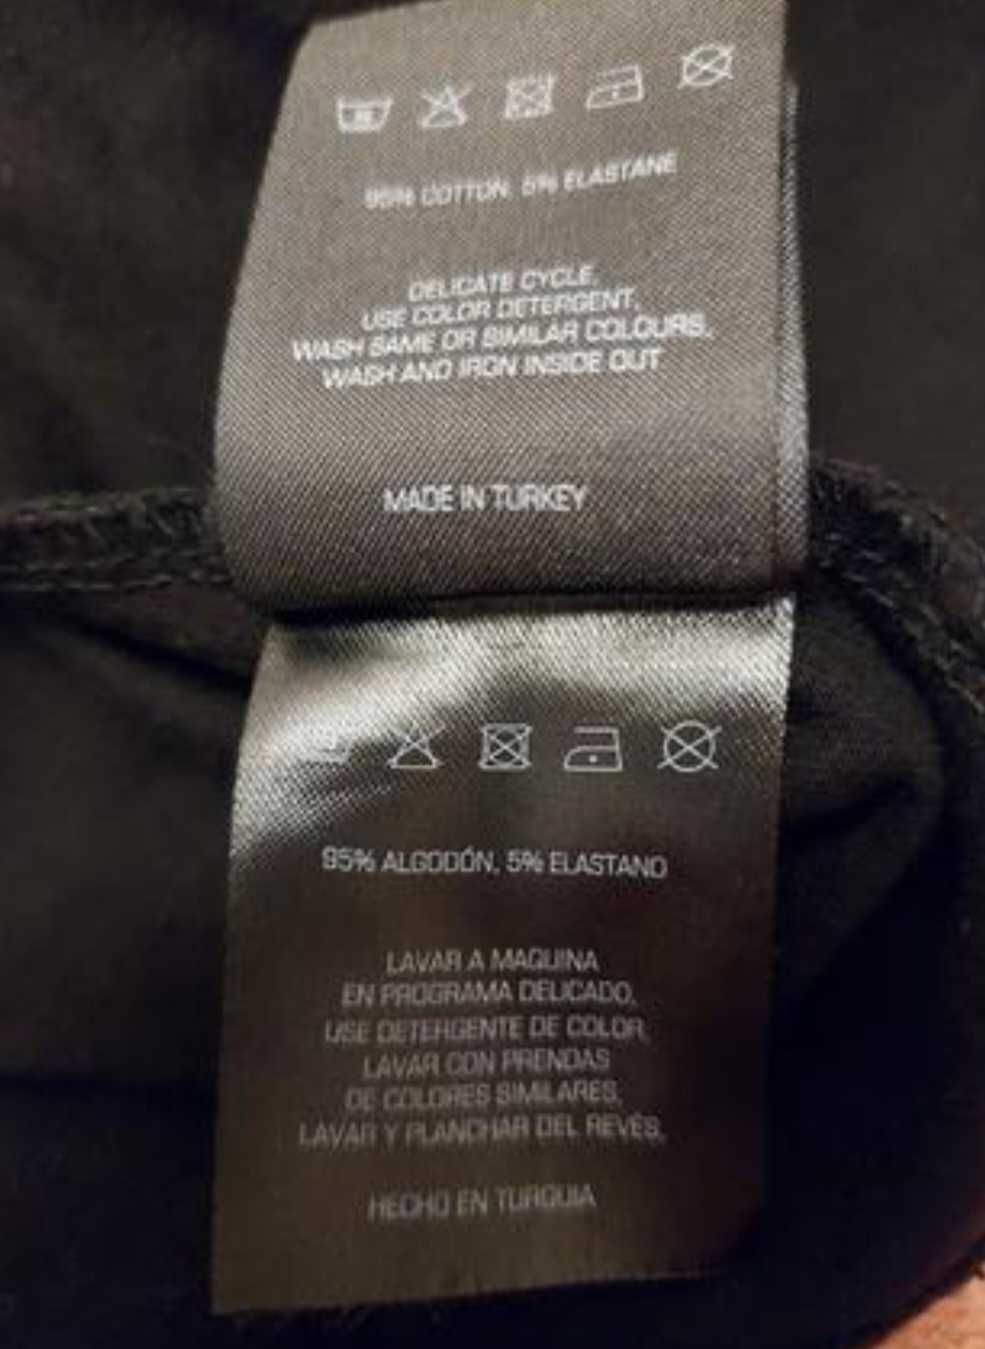 95% COTTON, 5% ELASTANE
DELICATE CYCLE,
USE COLOR DETERGENT,
WASH SAME OR SIMILAR COLOURS,
WASH AND IRON INSIDE OUT
MADE IN TURKEY
95% ALGODÓN, 5% ELASTANO
LAVAR A MAQUINA
EN PROGRAMA DELICADO,
USE DETERGENTE DE COLOR,
LAVAR CON PRENDAS
DE COLORES SIMILARES,
LAVAR Y PLANCHAR DEL REVÉS,
HECHO EN TURQUIA